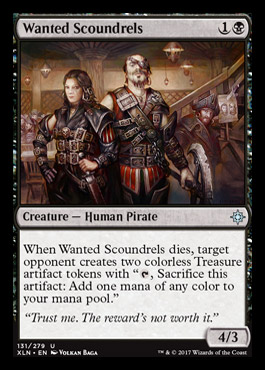 Wanted Scoundrels 1
Creature — Human Pirate
When Wanted Scoundrels dies, target
opponent creates two colorless Treasure
artifact tokens with “, Sacrifice this
artifact: Add one mana of any color to
your mana pool.”
“Trust me. The reward's not worth it.”
4/3
131/279 U
XLN • EN VOLKAN BAGA
™ & © 2017 Wizards of the Coast